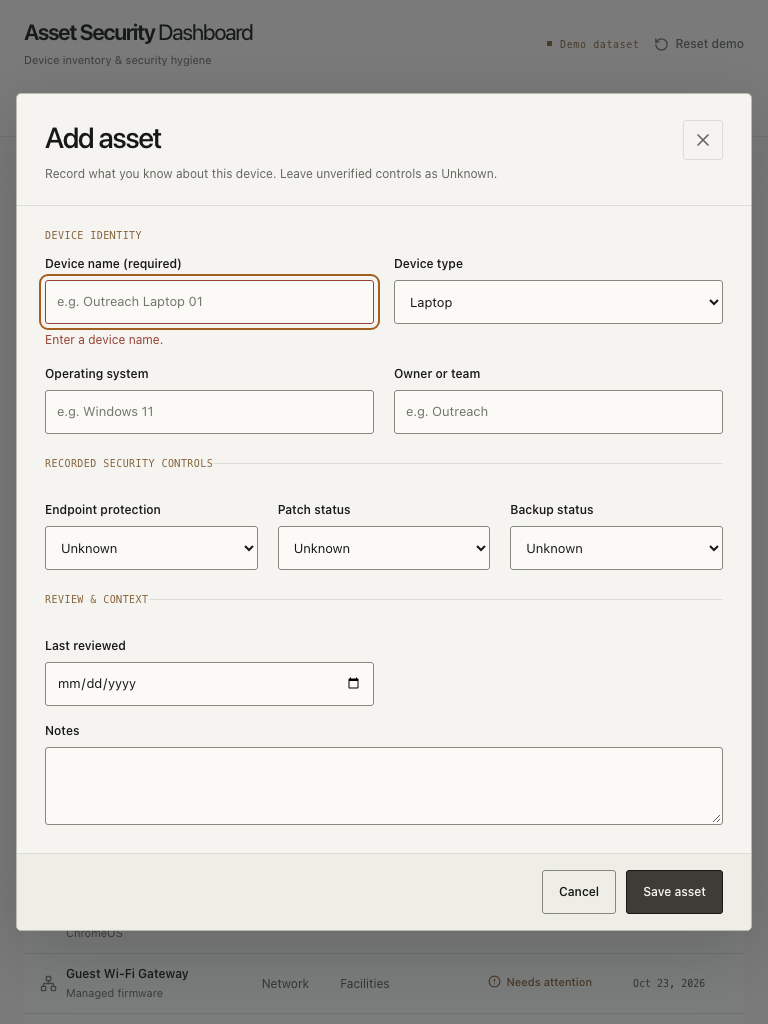 Asset Security Dashboard
Device inventory & security hygiene
Demo dataset
Reset demo
Add asset
Record what you know about this device. Leave unverified controls as Unknown.
DEVICE IDENTITY
Device name (required)
Device type
e.g. Outreach Laptop 01
Laptop
Enter a device name.
Operating system
Owner or team
e.g. Windows 11
e.g. Outreach
RECORDED SECURITY CONTROLS
Endpoint protection
Patch status
Backup status
Unknown
Unknown
Unknown
REVIEW & CONTEXT
Last reviewed
mm/dd/yyyy
Notes
Cancel
Save asset
ChromeOS
Guest Wi-Fi Gateway
Managed firmware
Network
Facilities
Needs attention
Oct 23, 2026